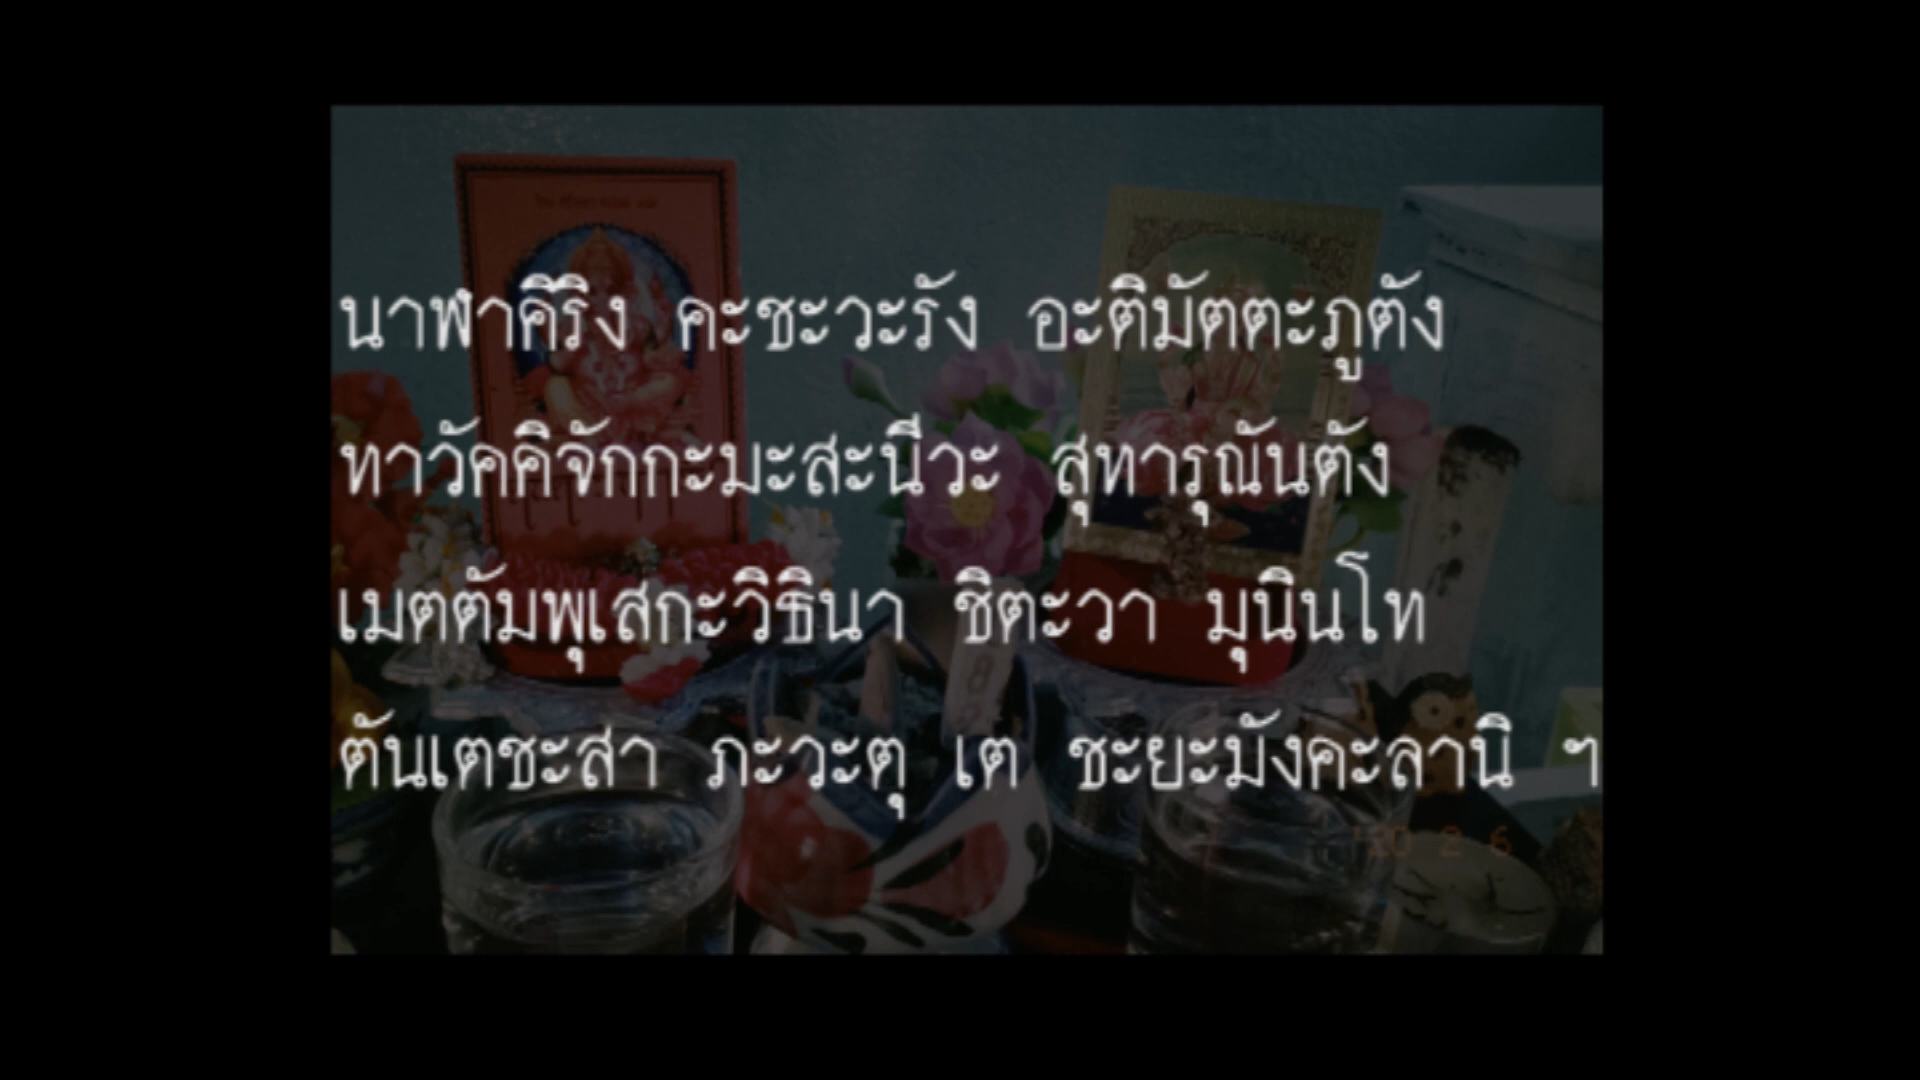 นาฬาคิริง คะชะวะรัง อะติมัตตะภูตัง
ทาวัคคิจักกะมะสะนีวะ สุทารุณันตัง
เมตตัมพุเสกะวิธินา ชิตะวา มุนินโท
ตันเตชะสา ภะวะตุ เต ชะยะมังคะลานิ ฯ